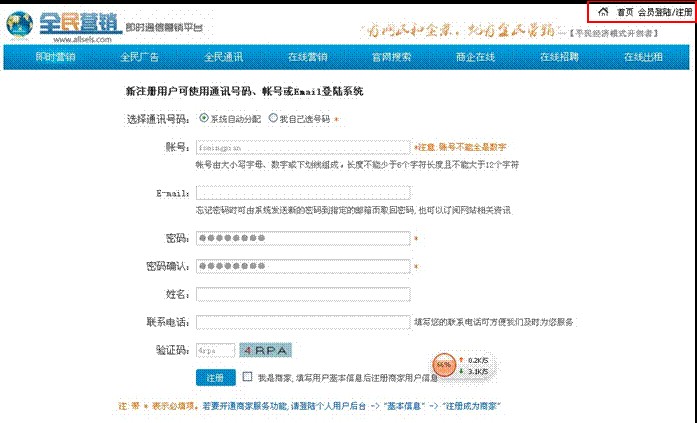 首页 会员登陆/注册
全民营销 即时通信营销平台
www.allsels.com
有网民和企业，就有全民营销 ----【平民经济模式开创者】
即时营销 全民广告 全民通讯 在线营销 官网搜索 商企在线 在线招聘 在线出租
新注册用户可使用通讯号码、帐号或Email登陆系统
选择通讯号码： 系统自动分配 我自己选号码 *
账号： *注意:账号不能全是数字
帐号由大小写字母、数字或下划线组成，长度不能少于6个字符长度且不能大于12个字符
E-mail：
忘记密码时可由系统发送新的密码到指定的邮箱而取回密码，也可以订阅网站相关资讯
密码： *
密码确认： *
姓名：
联系电话： 填写您的联系电话可方便我们及时为您服务
验证码： 4rpa 4RPA
注册 我是商家，填写用户基本信息后注册商家用户信息
66% 0.2K/S
3.1K/S
注:带 * 表示必填项。若要开通商家服务功能,请登陆个人用户后台 -> "基本信息" -> "注册成为商家"